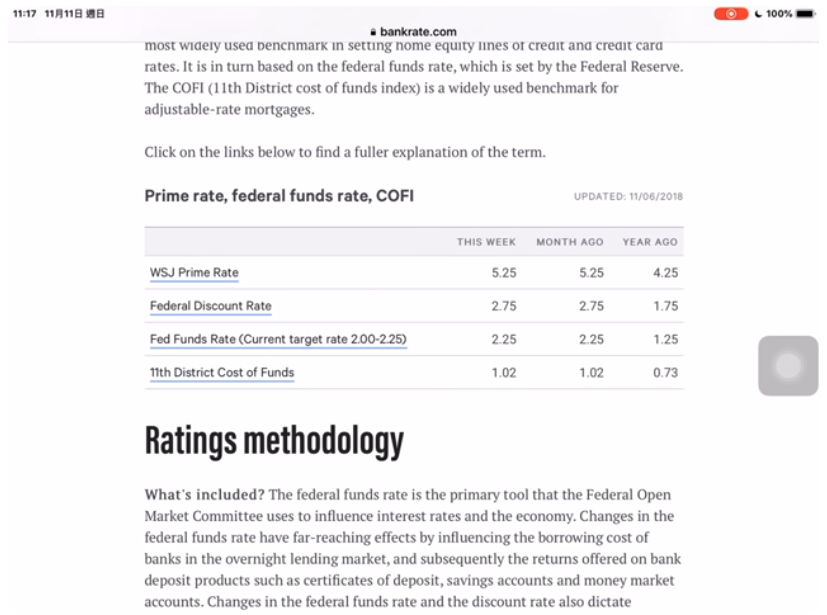 11:17 11月11日 週日
100%
bankrate.com
most widely used benchmark in setting home equity lines of credit and credit card
rates. It is in turn based on the federal funds rate, which is set by the Federal Reserve.
The COFI (11th District cost of funds index) is a widely used benchmark for
adjustable-rate mortgages.
Click on the links below to find a fuller explanation of the term.
Prime rate, federal funds rate, COFI UPDATED: 11/06/2018
THIS WEEK MONTH AGO YEAR AGO
WSJ Prime Rate 5.25 5.25 4.25
Federal Discount Rate 2.75 2.75 1.75
Fed Funds Rate (Current target rate 2.00-2.25) 2.25 2.25 1.25
11th District Cost of Funds 1.02 1.02 0.73
Ratings methodology
What's included? The federal funds rate is the primary tool that the Federal Open
Market Committee uses to influence interest rates and the economy. Changes in the
federal funds rate have far-reaching effects by influencing the borrowing cost of
banks in the overnight lending market, and subsequently the returns offered on bank
deposit products such as certificates of deposit, savings accounts and money market
accounts. Changes in the federal funds rate and the discount rate also dictate